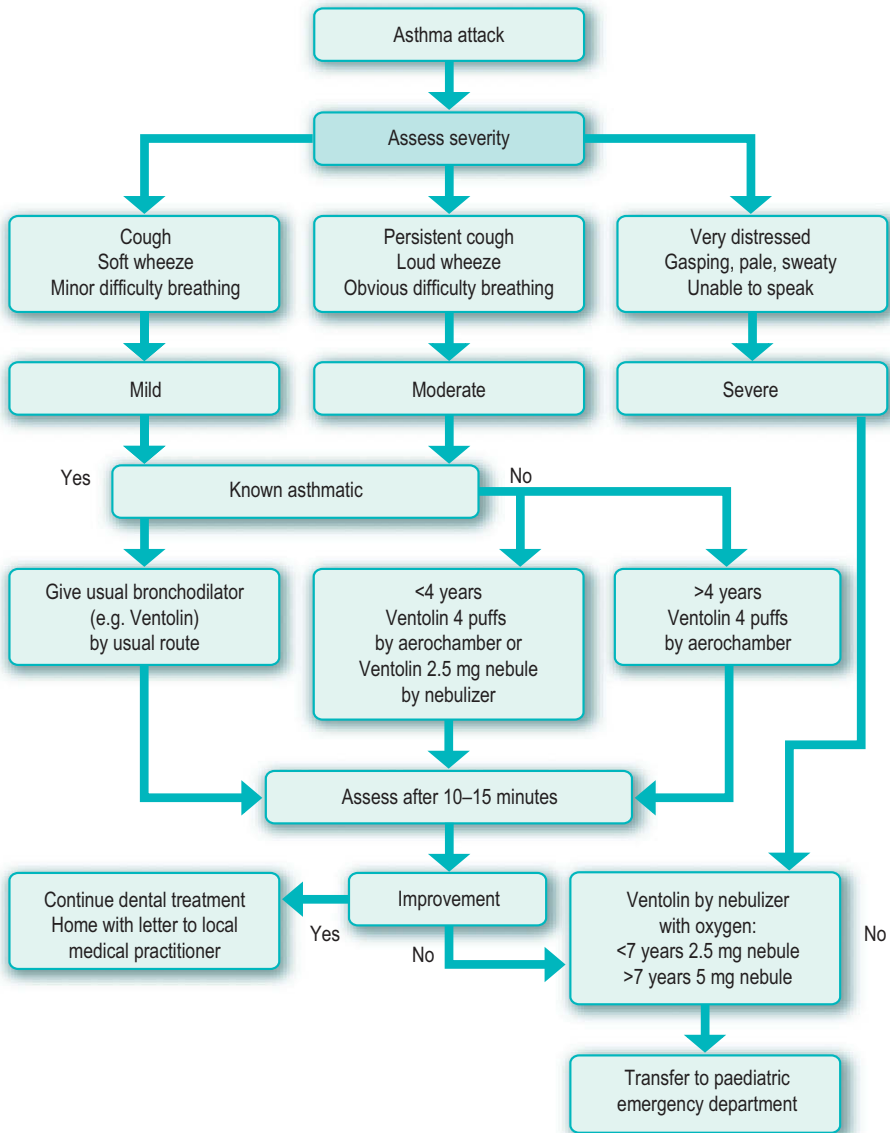 Asthma attack
Assess severity
Cough
Soft wheeze
Minor difficulty breathing
Persistent cough
Loud wheeze
Obvious difficulty breathing
Very distressed
Gasping, pale, sweaty
Unable to speak
Mild
Moderate
Severe
Yes
Known asthmatic
No
Give usual bronchodilator
(e.g. Ventolin)
by usual route
<4 years
Ventolin 4 puffs
by aerochamber or
Ventolin 2.5 mg nebule
by nebulizer
>4 years
Ventolin 4 puffs
by aerochamber
Assess after 10–15 minutes
Continue dental treatment
Home with letter to local
medical practitioner
Yes
Improvement
No
Ventolin by nebulizer
with oxygen:
<7 years 2.5 mg nebule
>7 years 5 mg nebule
No
Transfer to paediatric
emergency department